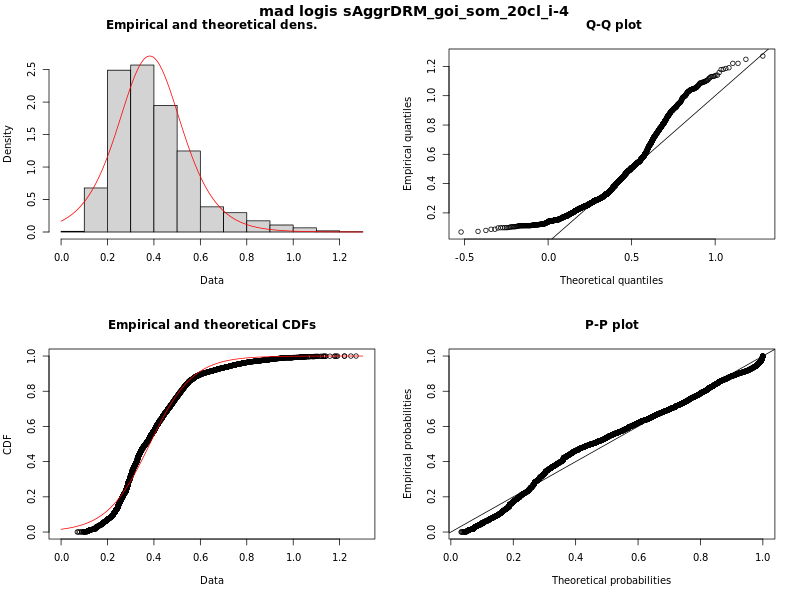 mad logis sAggrDRM_goi_som_20cl_i-4
Empirical and theoretical dens.
Density
0.0 0.5 1.0 1.5 2.0 2.5
0.0 0.2 0.4 0.6 0.8 1.0 1.2
Data
Q-Q plot
Empirical quantiles
0.2 0.4 0.6 0.8 1.0 1.2
-0.5 0.0 0.5 1.0
Theoretical quantiles
Empirical and theoretical CDFs
CDF
0.0 0.2 0.4 0.6 0.8 1.0
0.0 0.2 0.4 0.6 0.8 1.0 1.2
Data
P-P plot
Empirical probabilities
0.0 0.2 0.4 0.6 0.8 1.0
0.0 0.2 0.4 0.6 0.8 1.0
Theoretical probabilities